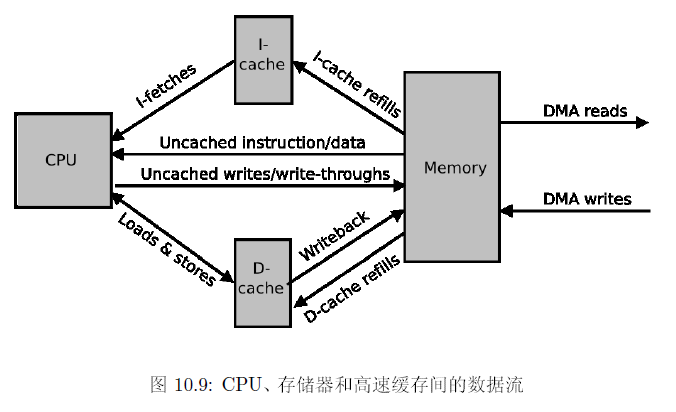 I-
cache
I-fetches
I-cache refills
DMA reads
Uncached instruction/data
CPU
Memory
Uncached writes/write-throughs
DMA writes
Loads & stores
Writeback
D-
cache
D-cache refills
图 10.9: CPU、存储器和高速缓存间的数据流